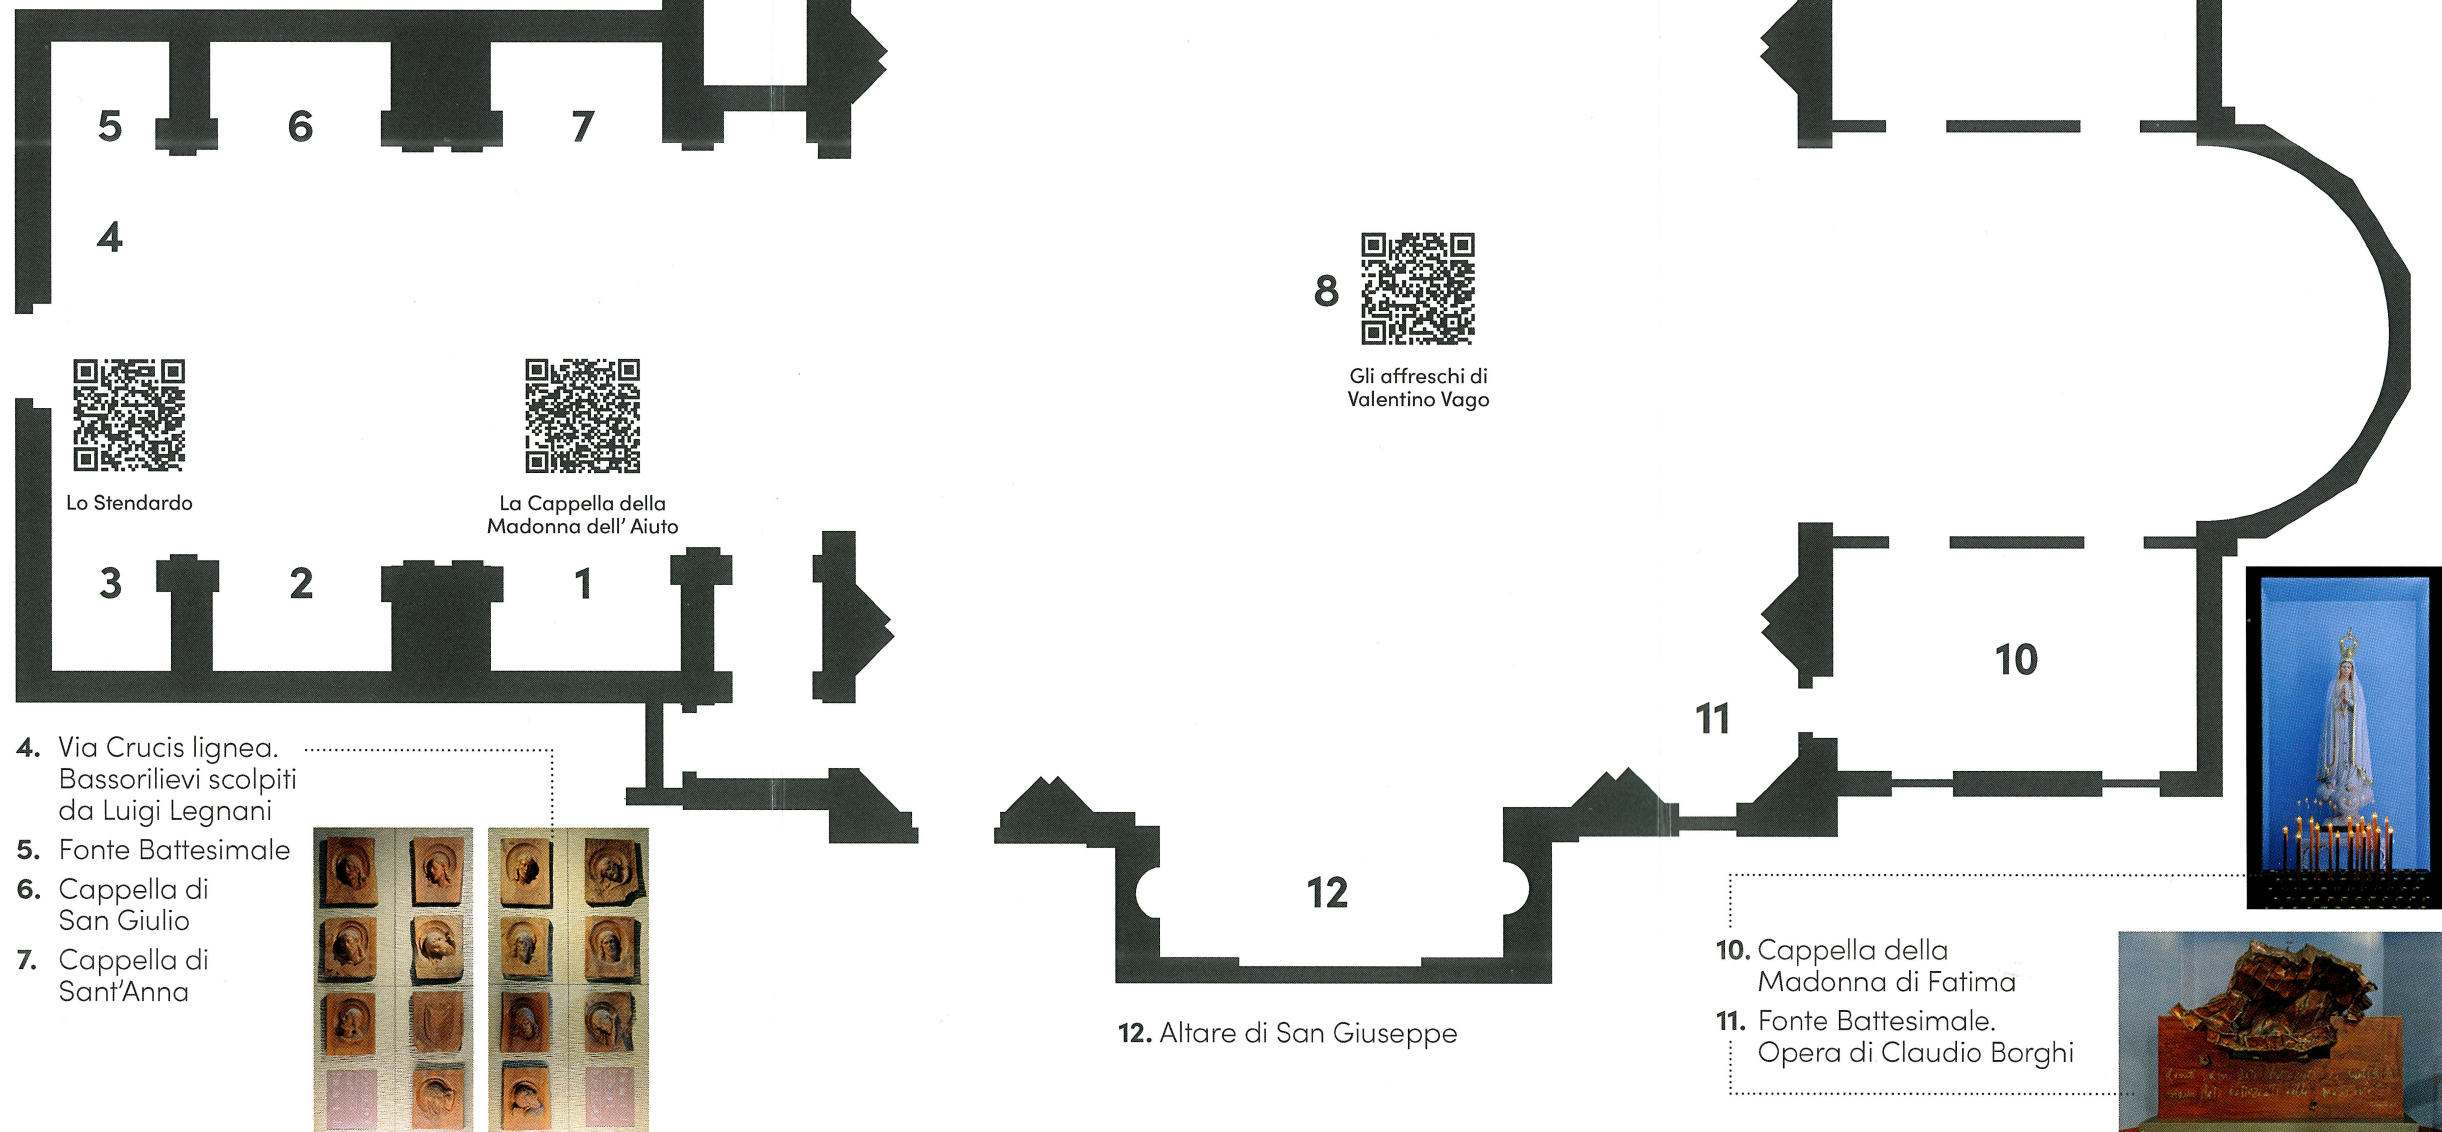 5
6
7
4
8
Gli affreschi di
Valentino Vago
Lo Stendardo
La Cappella della
Madonna dell' Aiuto
3
2
1
10
11
12
4. Via Crucis lignea.
Bassorilievi scolpiti
da Luigi Legnani
5. Fonte Battesimale
6. Cappella di
San Giulio
7. Cappella di
Sant'Anna
12. Altare di San Giuseppe
10. Cappella della
Madonna di Fatima
11. Fonte Battesimale.
Opera di Claudio Borghi